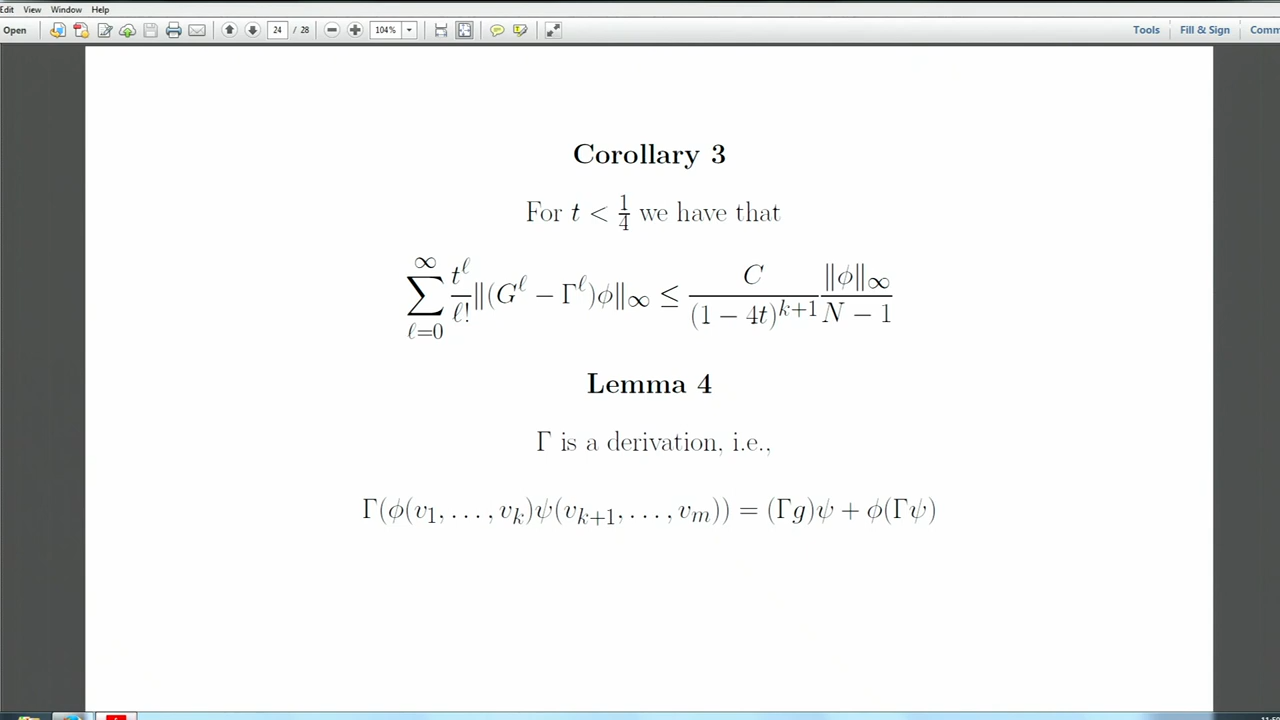 Edit View Window Help
Open 24 / 28 104% Tools Fill & Sign Comm
Corollary 3
For t < 1/4 we have that
∑_{ℓ=0}^{∞} t^ℓ/ℓ! ‖(G^ℓ − Γ^ℓ)ϕ‖_∞ ≤ C/(1 − 4t)^{k+1} ‖ϕ‖_∞/N − 1
Lemma 4
Γ is a derivation, i.e.,
Γ(ϕ(v_1, . . . , v_k)ψ(v_{k+1}, . . . , v_m)) = (Γg)ψ + ϕ(Γψ)